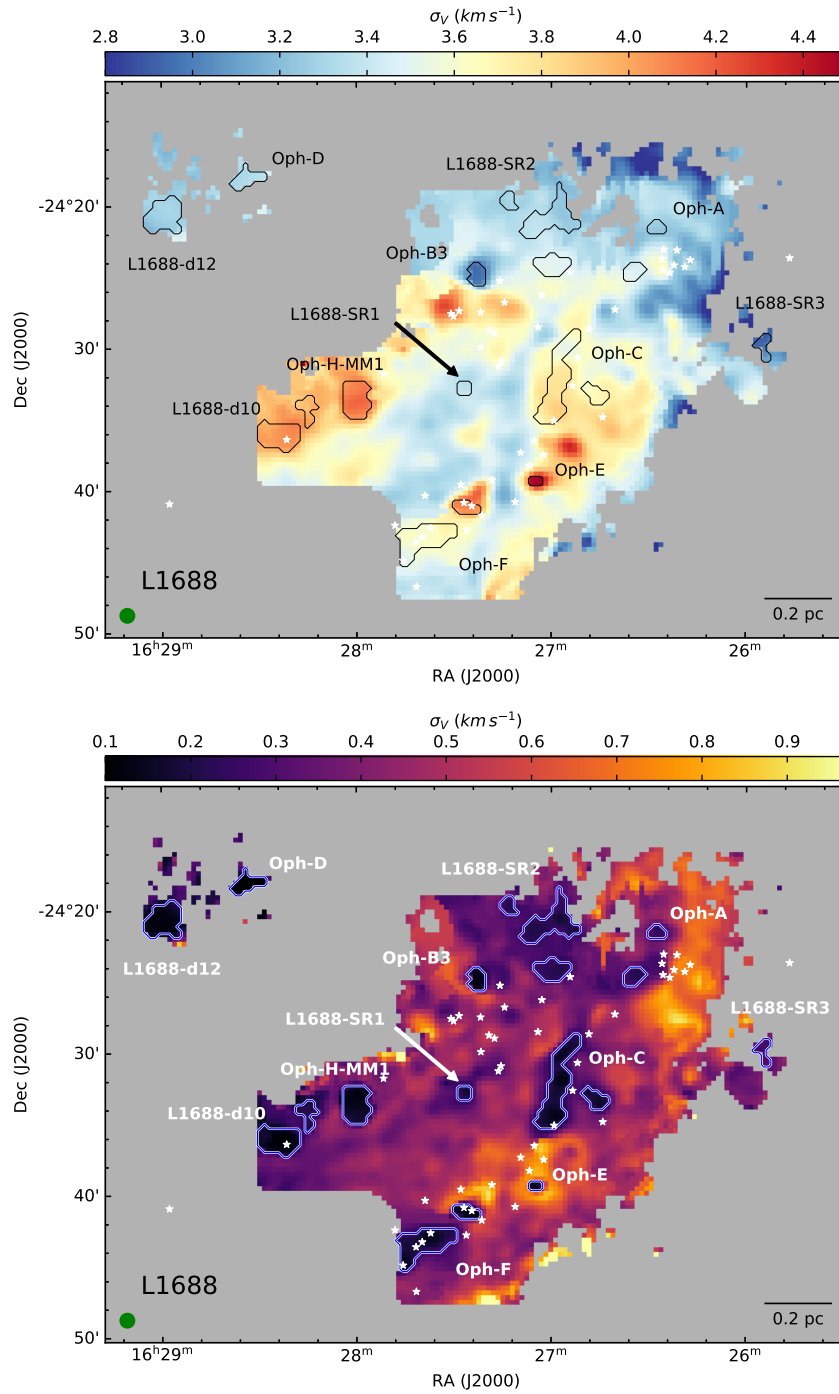 σ_V (km s⁻¹)
2.8 3.0 3.2 3.4 3.6 3.8 4.0 4.2 4.4
Oph-D
L1688-SR2
-24°20'
Oph-A
L1688-d12
Oph-B3
L1688-SR3
L1688-SR1
30'
Oph-C
Oph-H-MM1
L1688-d10
Dec (J2000)
40'
Oph-E
Oph-F
L1688
0.2 pc
50'
16ʰ29ᵐ 28ᵐ 27ᵐ 26ᵐ
RA (J2000)
σ_V (km s⁻¹)
0.1 0.2 0.3 0.4 0.5 0.6 0.7 0.8 0.9
Oph-D
L1688-SR2
-24°20'
Oph-A
L1688-d12
Oph-B3
L1688-SR3
L1688-SR1
30'
Oph-C
Oph-H-MM1
L1688-d10
Dec (J2000)
40'
Oph-E
Oph-F
L1688
0.2 pc
50'
16ʰ29ᵐ 28ᵐ 27ᵐ 26ᵐ
RA (J2000)